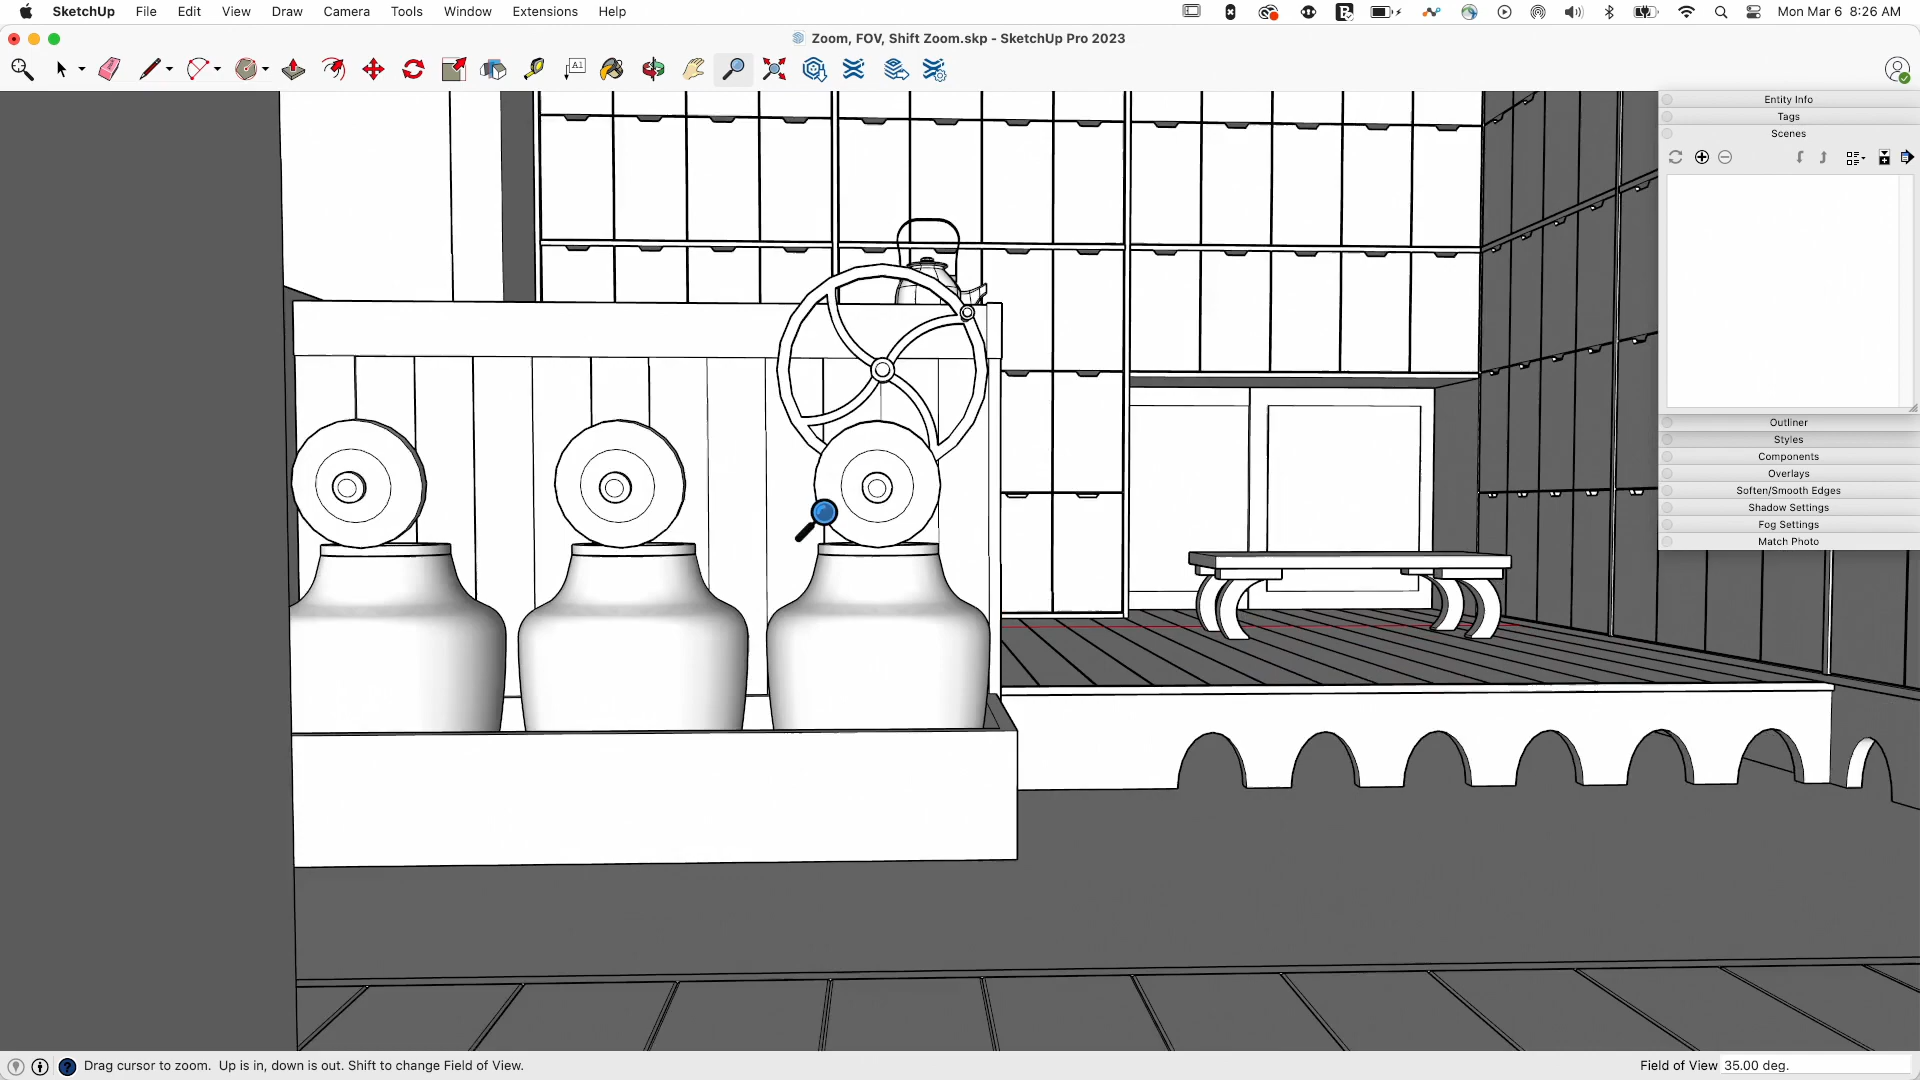 SketchUp File Edit View Draw Camera Tools Window Extensions Help Mon Mar 6 8:26 AM
Zoom, FOV, Shift Zoom.skp - SketchUp Pro 2023
A1
Entity Info
Tags
Scenes
Outliner
Styles
Components
Overlays
Soften/Smooth Edges
Shadow Settings
Fog Settings
Match Photo
Drag cursor to zoom. Up is in, down is out. Shift to change Field of View. Field of View 35.00 deg.